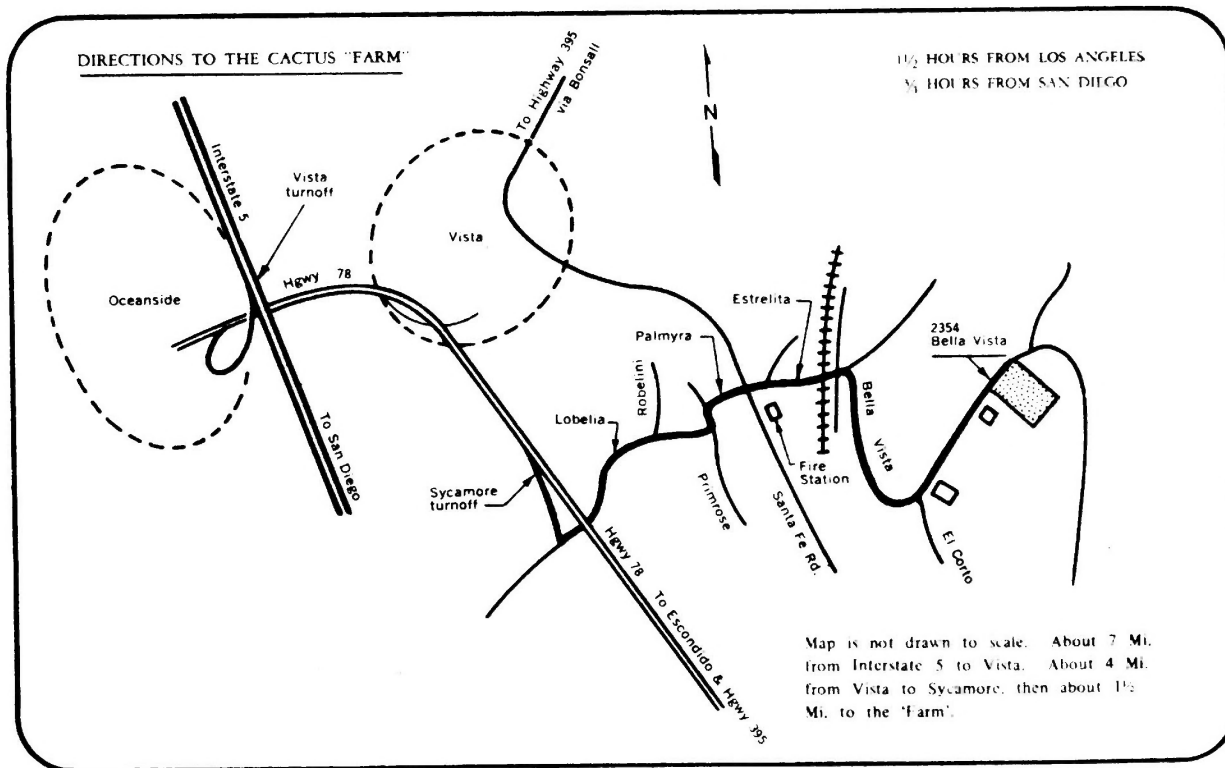 DIRECTIONS TO THE CACTUS "FARM"
1½ HOURS FROM LOS ANGELES
¾ HOURS FROM SAN DIEGO
To Highway 395
via Bonsall
N
Interstate 5
Vista
turnoff
Vista
Hgwy 78
Oceanside
To San Diego
Estrelita
Palmyra
2354
Bella Vista
Robelini
Lobelia
Bella
Vista
Fire
Station
Sycamore
turnoff
Primrose
Santa Fe Rd.
El Corto
Hgwy 78
To Escondido & Hgwy 395
Map is not drawn to scale. About 7 Mi.
from Interstate 5 to Vista. About 4 Mi.
from Vista to Sycamore, then about 1½
Mi. to the 'Farm'.